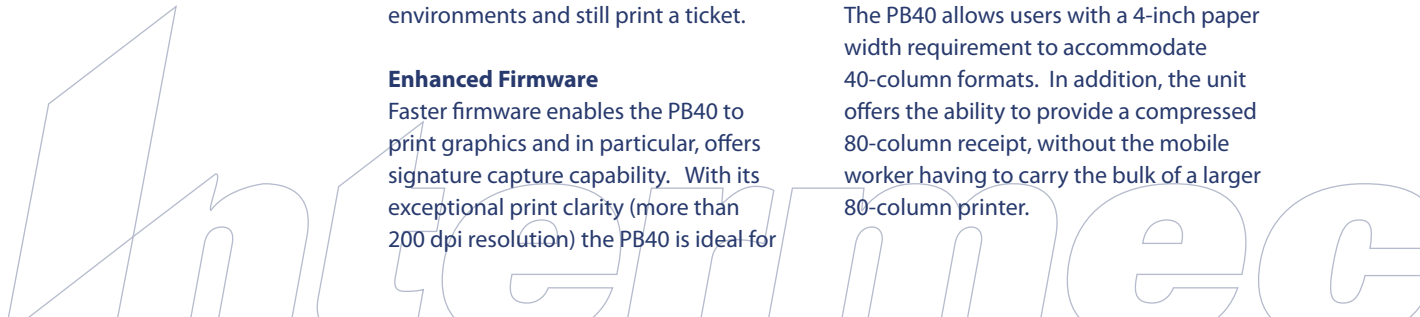 environments and still print a ticket.
Enhanced Firmware
Faster firmware enables the PB40 to
print graphics and in particular, offers
signature capture capability.   With its
exceptional print clarity (more than
200 dpi resolution) the PB40 is ideal for
The PB40 allows users with a 4-inch paper
width requirement to accommodate
40-column formats.  In addition, the unit
offers the ability to provide a compressed
80-column receipt, without the mobile
worker having to carry the bulk of a larger
80-column printer.
Intermec